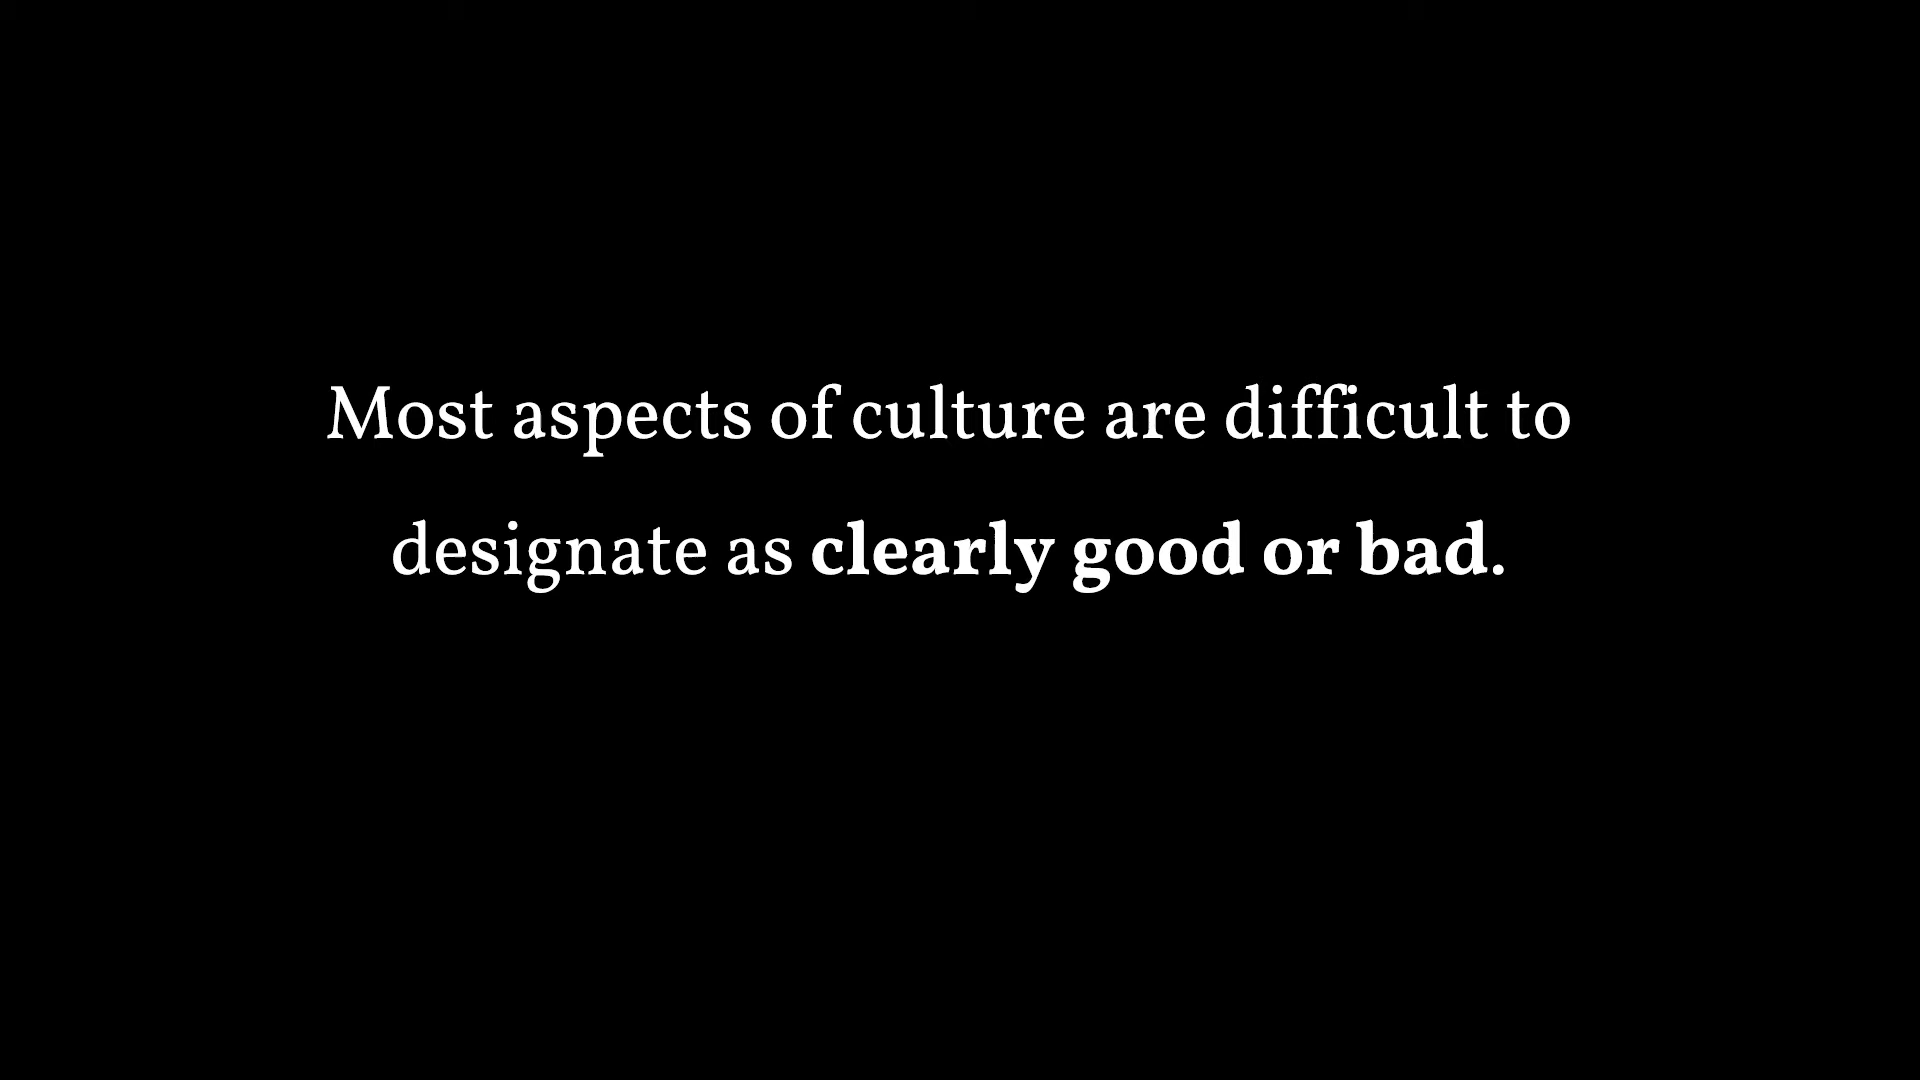 Most aspects of culture are difficult to
designate as clearly good or bad.